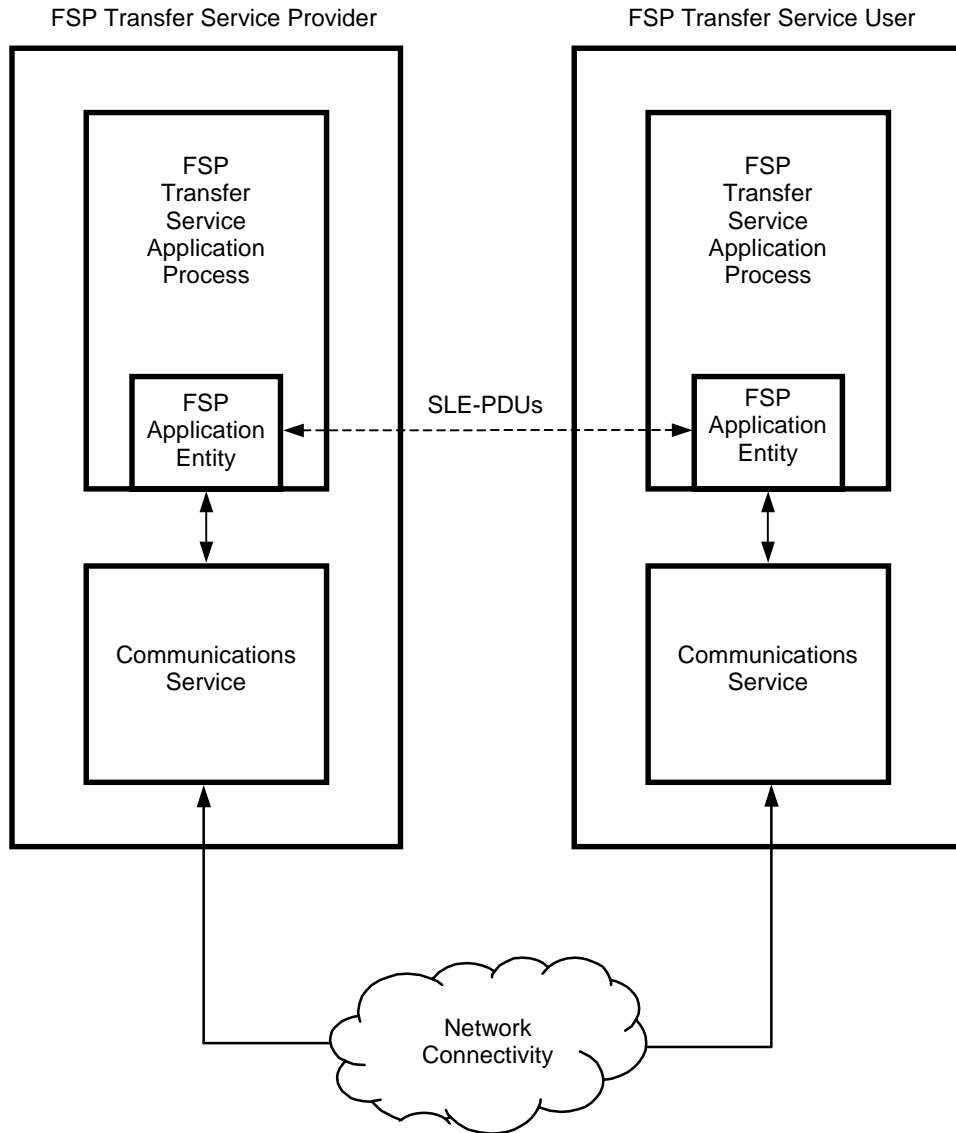 FSP Transfer Service Provider
FSP Transfer Service User
FSP
Transfer
Service
Application
Process
FSP
Transfer
Service
Application
Process
FSP
Application
Entity
SLE-PDUs
FSP
Application
Entity
Communications
Service
Communications
Service
Network
Connectivity